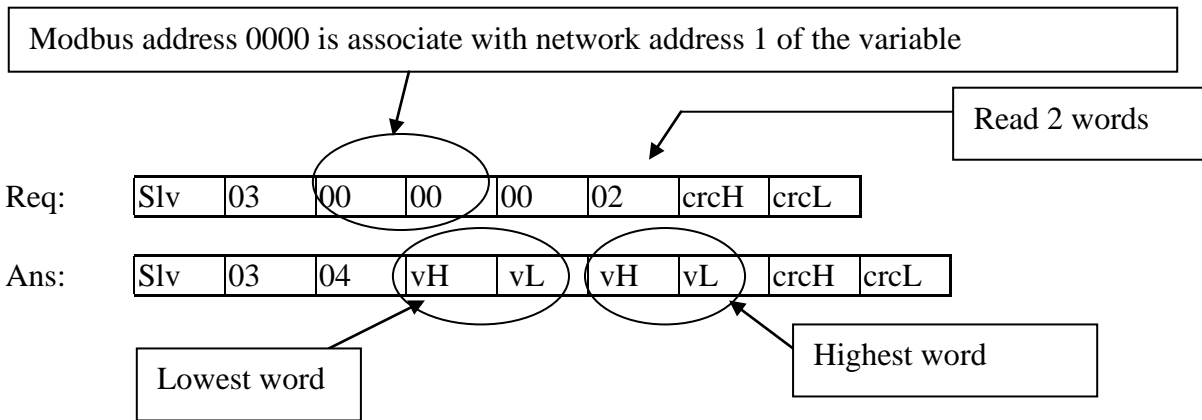 Modbus address 0000 is associate with network address 1 of the variable
Read 2 words
Req: Slv 03 00 00 00 02 crcH crcL
Ans: Slv 03 04 vH vL vH vL crcH crcL
Highest word
Lowest word